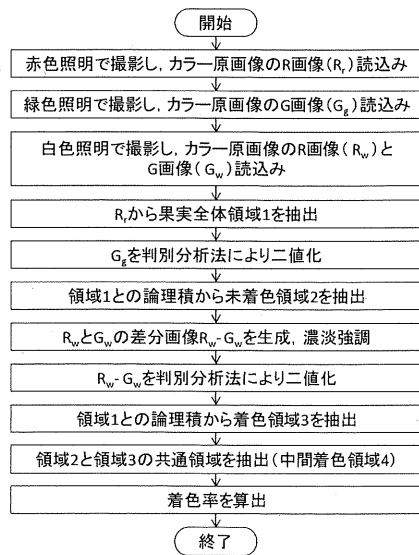 開始
赤色照明で撮影し，カラー原画像のR画像(Rr)読込み
緑色照明で撮影し，カラー原画像のG画像(Gg)読込み
白色照明で撮影し，カラー原画像のR画像(Rw)と
G画像(Gw)読込み
Rrから果実全体領域1を抽出
Ggを判別分析法により二値化
領域1との論理積から未着色領域2を抽出
RwとGwの差分画像Rw-Gwを生成，濃淡強調
Rw-Gwを判別分析法により二値化
領域1との論理積から着色領域3を抽出
領域2と領域3の共通領域を抽出(中間着色領域4)
着色率を算出
終了